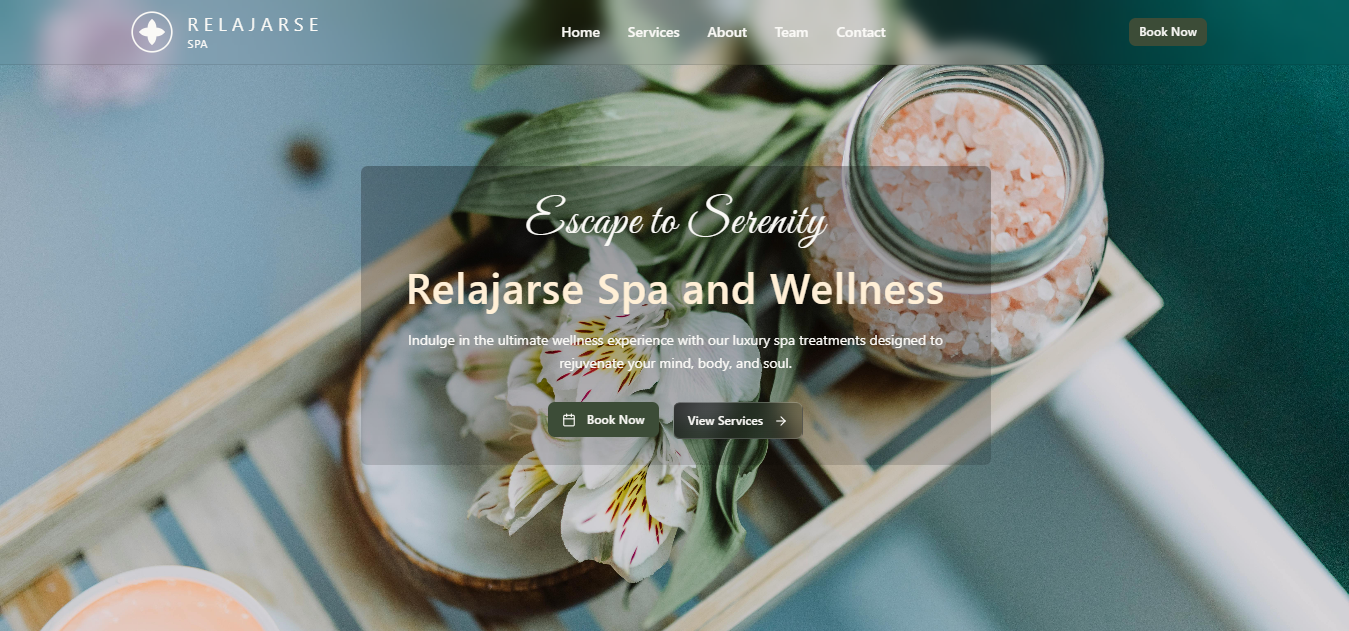 RELAJARSE
SPA
Home Services About Team Contact
Book Now
Escape to Serenity
Relajarse Spa and Wellness
Indulge in the ultimate wellness experience with our luxury spa treatments designed to
rejuvenate your mind, body, and soul.
Book Now View Services